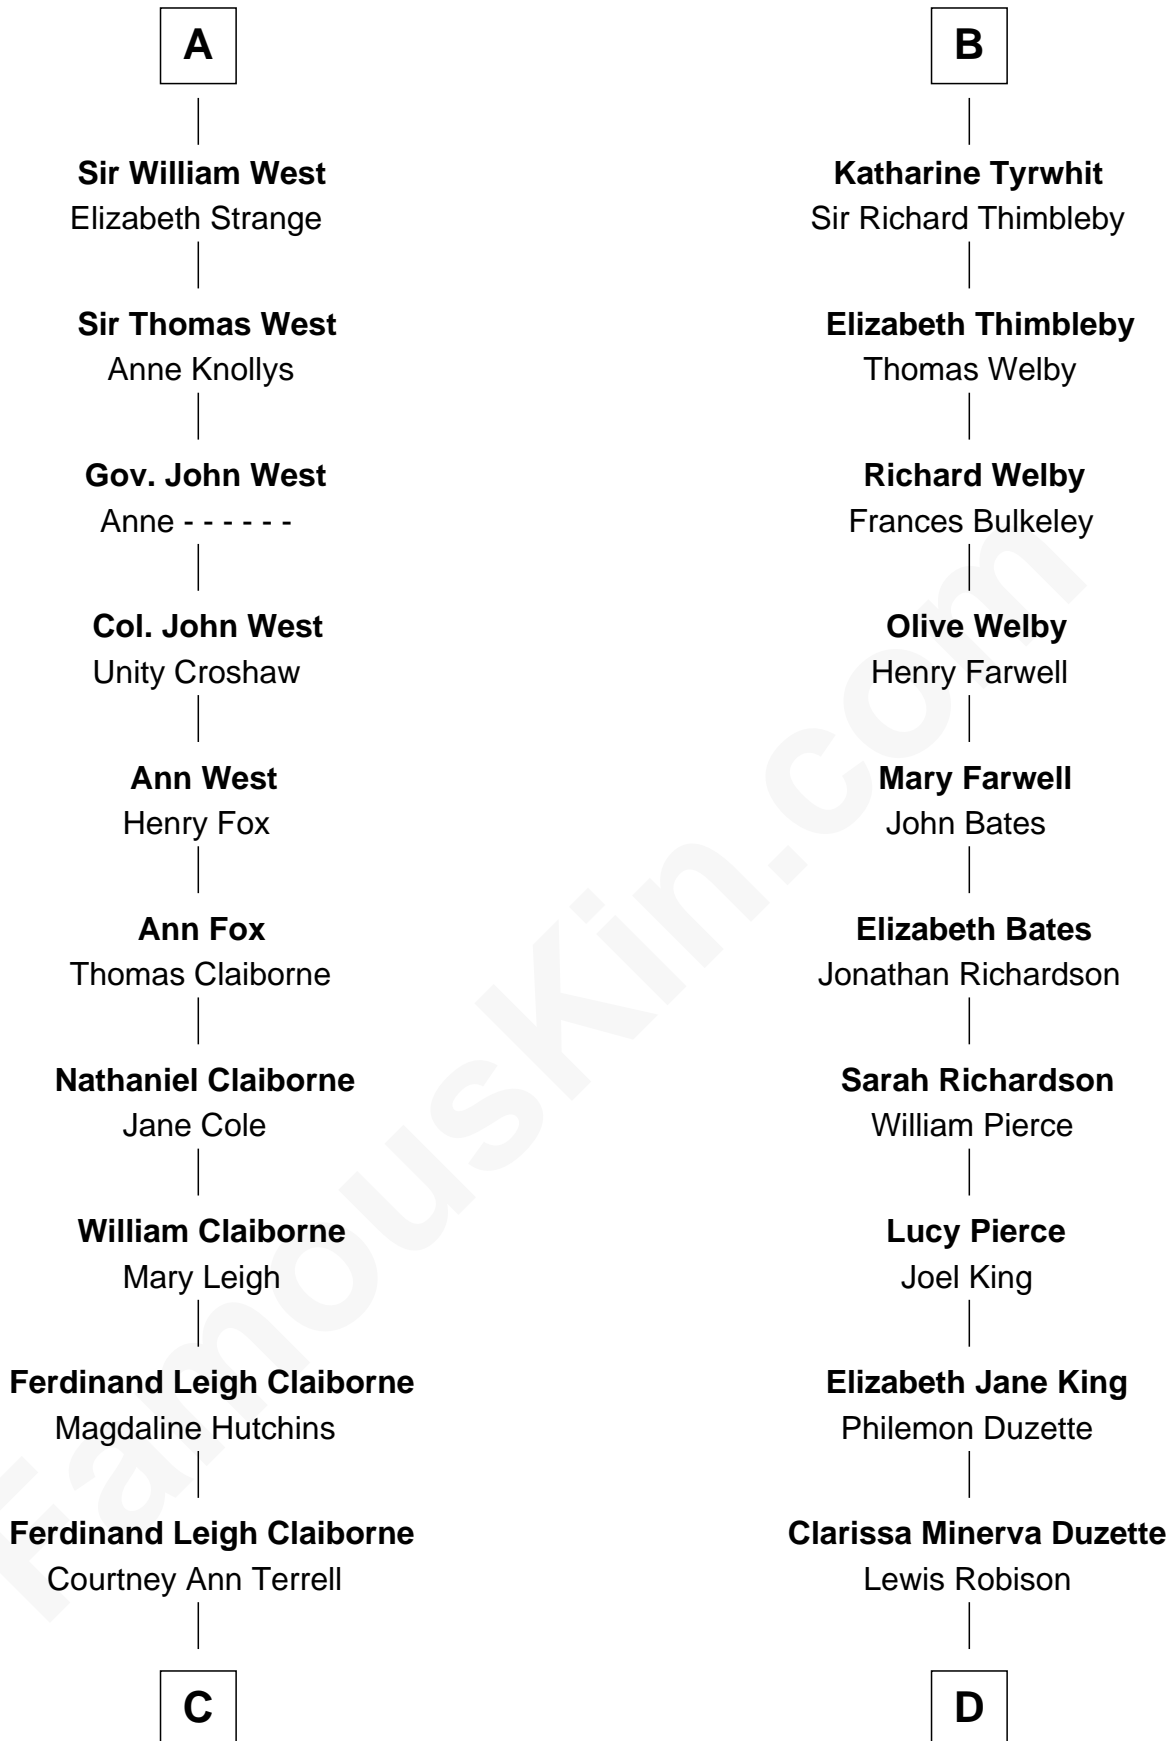 A
Sir William West
Elizabeth Strange
Sir Thomas West
Anne Knollys
Gov. John West
Anne - - - - - -
Col. John West
Unity Croshaw
Ann West
Henry Fox
Ann Fox
Thomas Claiborne
Nathaniel Claiborne
Jane Cole
William Claiborne
Mary Leigh
Ferdinand Leigh Claiborne
Magdaline Hutchins
Ferdinand Leigh Claiborne
Courtney Ann Terrell
C
B
Katharine Tyrwhit
Sir Richard Thimbleby
Elizabeth Thimbleby
Thomas Welby
Richard Welby
Frances Bulkeley
Olive Welby
Henry Farwell
Mary Farwell
John Bates
Elizabeth Bates
Jonathan Richardson
Sarah Richardson
William Pierce
Lucy Pierce
Joel King
Elizabeth Jane King
Philemon Duzette
Clarissa Minerva Duzette
Lewis Robison
D
FamousKin.com